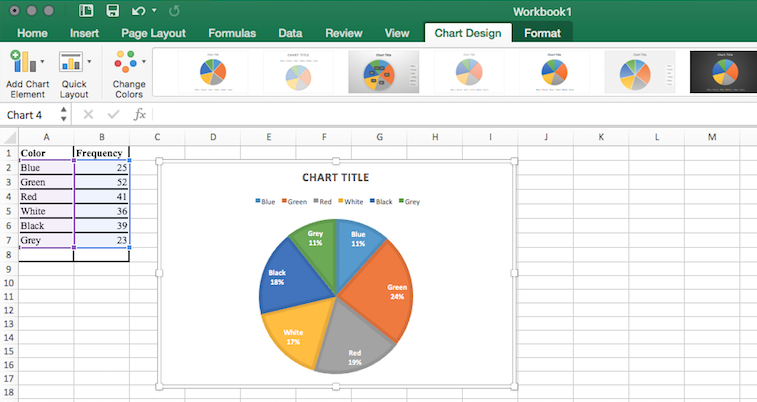 Workbook1
Home Insert Page Layout Formulas Data Review View Chart Design Format
Add Chart Element
Quick Layout
Change Colors
Chart 4 fx
A B C D E F G H I J K L M
1 Color Frequency
2 Blue 25
3 Green 52
4 Red 41
5 White 36
6 Black 39
7 Grey 23
8
9
10
11
12
13
14
15
16
17
18
CHART TITLE
Blue Green Red White Black Grey
Grey 11%
Blue 11%
Black 18%
Green 24%
White 17%
Red 19%